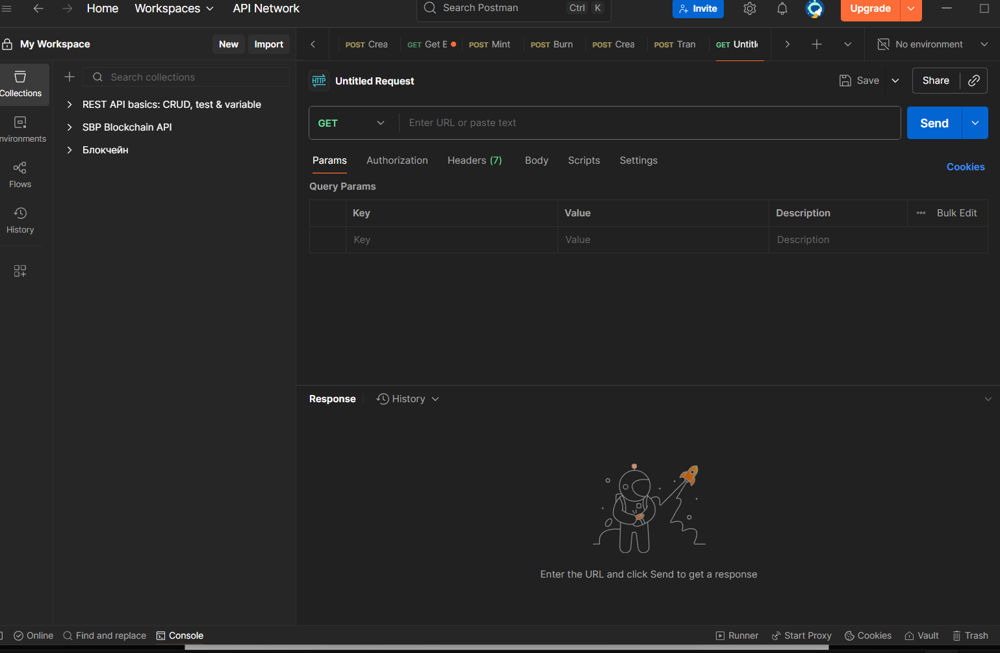 Home Workspaces API Network Search Postman Ctrl K Invite Upgrade
My Workspace New Import POST Crea GET Get E POST Mint POST Burn POST Crea POST Tran GET Untitl No environment
Collections Search collections HTTP Untitled Request Save Share
REST API basics: CRUD, test & variable
GET Enter URL or paste text Send
SBP Blockchain API
nvironments
Блокчейн
Params Authorization Headers (7) Body Scripts Settings Cookies
Flows Query Params
Key Value Description Bulk Edit
History Key Value Description
Response History
Enter the URL and click Send to get a response
Online Find and replace Console Runner Start Proxy Cookies Vault Trash